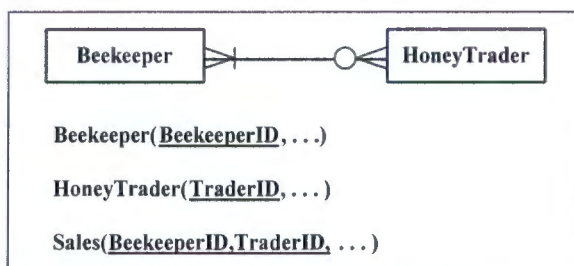 Beekeeper HoneyTrader
Beekeeper(BeekeeperID, ...)
HoneyTrader(TraderID, ...)
Sales(BeekeeperID,TraderID, ...)